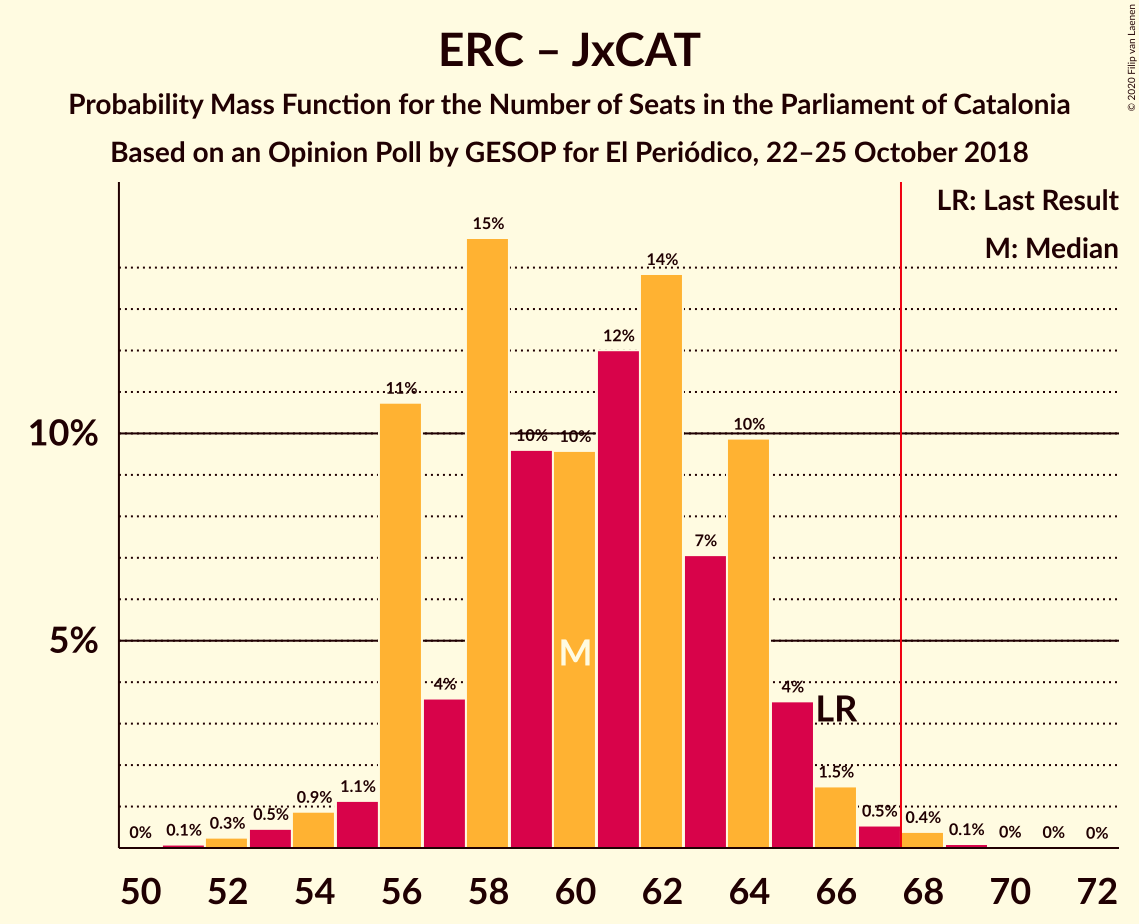 ERC – JxCAT
Probability Mass Function for the Number of Seats in the Parliament of Catalonia
Based on an Opinion Poll by GESOP for El Periódico, 22–25 October 2018
© 2020 Filip van Laenen
LR: Last Result
M: Median
10%
5%
0%
0.1%
0.3%
0.5%
0.9%
1.1%
11%
4%
15%
10%
10%
12%
14%
7%
10%
4%
1.5%
0.5%
0.4%
0.1%
0%
0%
0%
M
LR
50 52 54 56 58 60 62 64 66 68 70 72